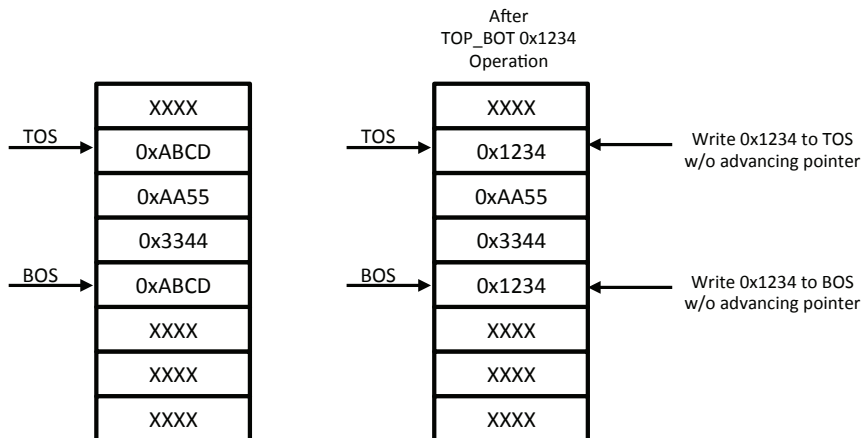 After
TOP_BOT 0x1234
Operation
XXXX
TOS
0xABCD
0xAA55
0x3344
BOS
0xABCD
XXXX
XXXX
XXXX
XXXX
TOS
0x1234
Write 0x1234 to TOS
w/o advancing pointer
0xAA55
0x3344
BOS
0x1234
Write 0x1234 to BOS
w/o advancing pointer
XXXX
XXXX
XXXX